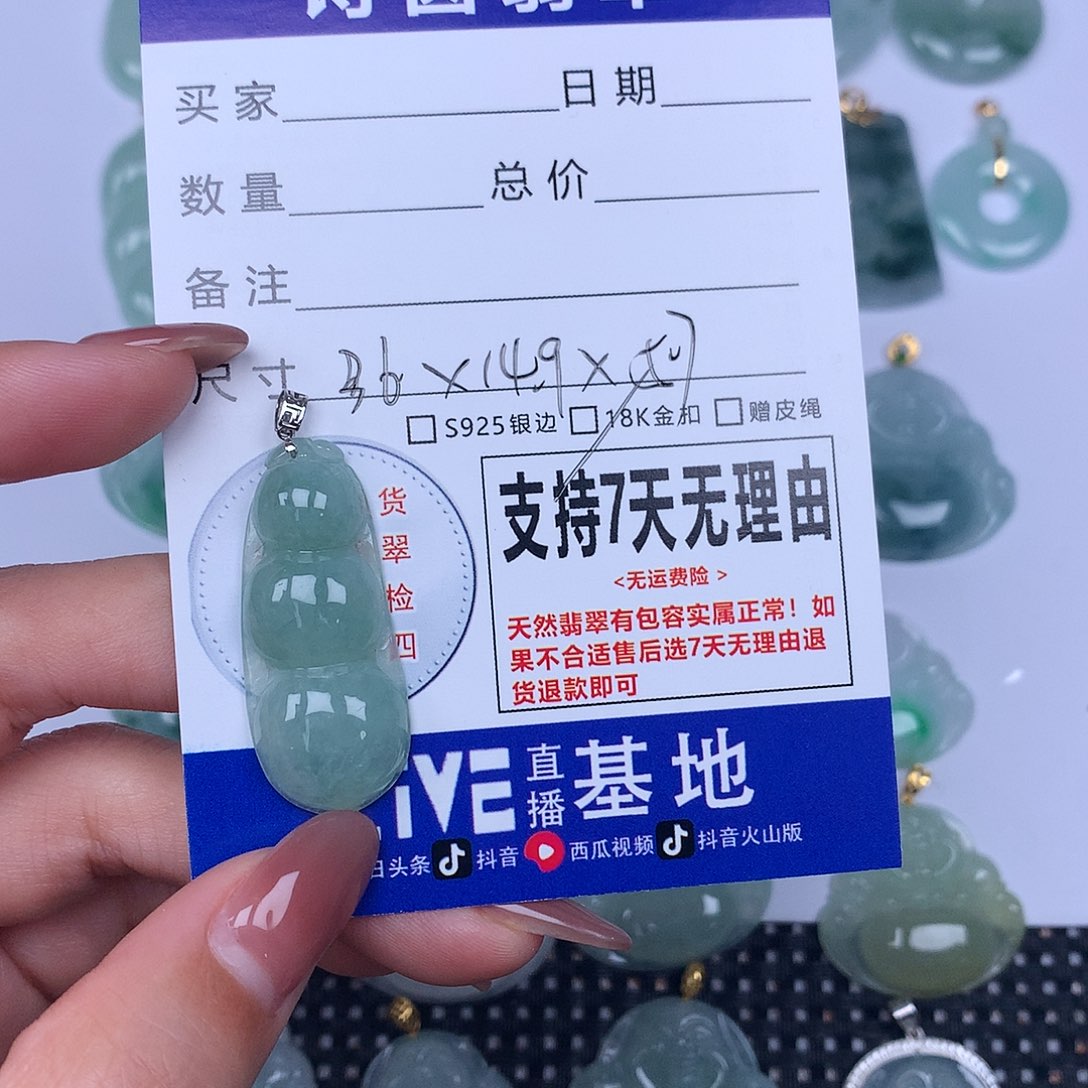 买家 日期
数量 总价
备注
尺寸 36×14.9×
S925银边 18K金扣 赠皮绳
货
翠
检
四
支持7天无理由
<无运费险>
天然翡翠有包容实属正常！如
果不合适售后选7天无理由退
货退款即可
iVE 直播 基地
日头条 抖音 西瓜视频 抖音火山版